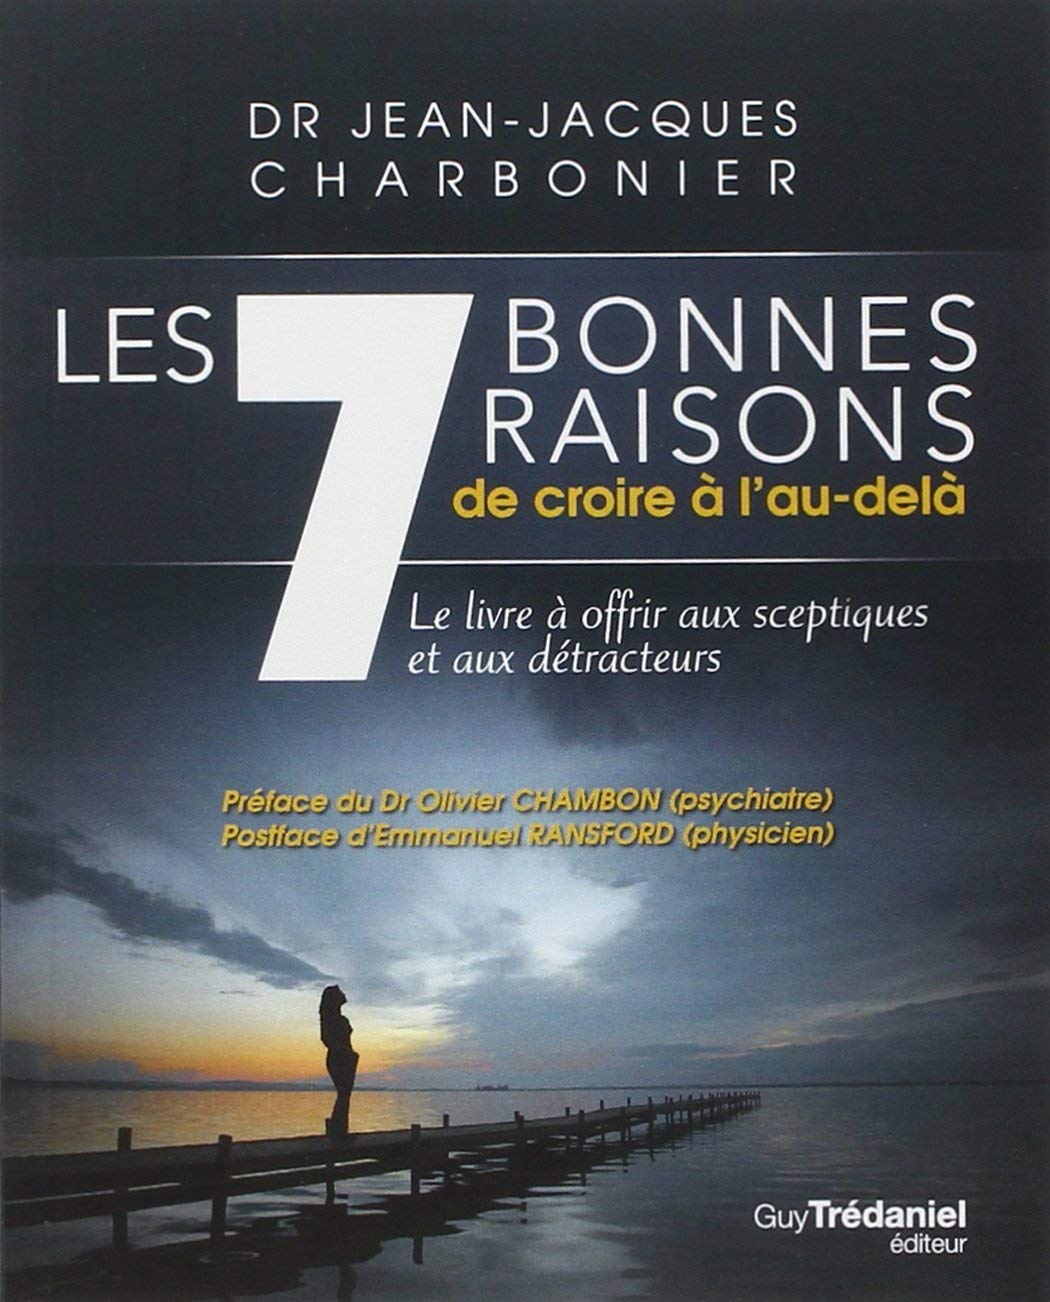 DR JEAN-JACQUES
CHARBONIER
LES 7 BONNES
RAISONS
de croire à l'au-delà
Le livre à offrir aux sceptiques
et aux détracteurs
Préface du Dr Olivier CHAMBON (psychiatre)
Postface d'Emmanuel RANSFORD (physicien)
Guy Trédaniel
éditeur